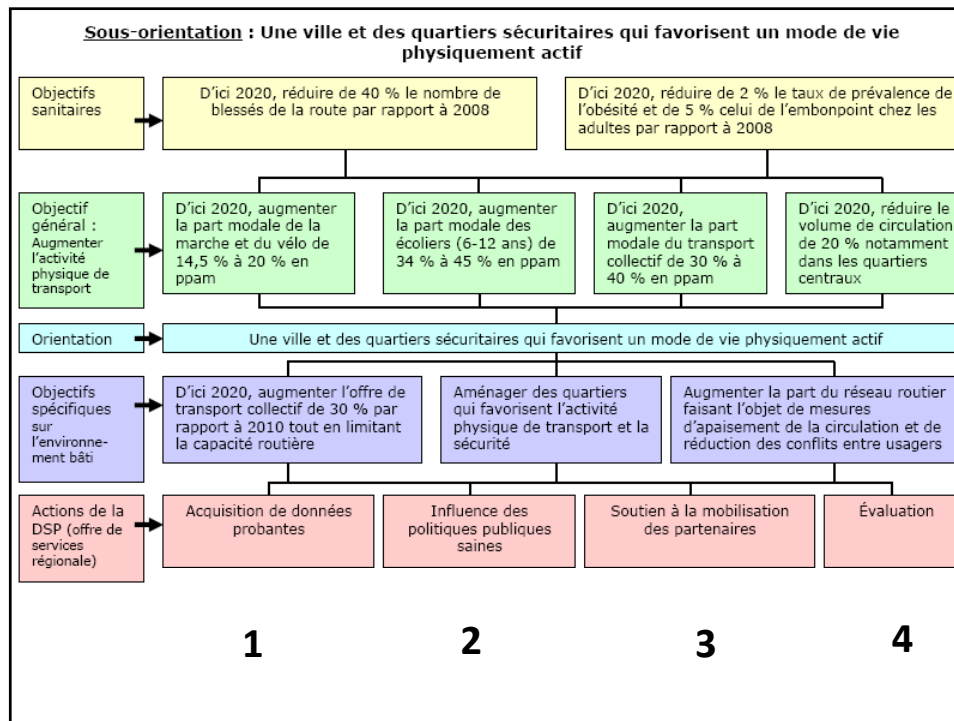 Sous-orientation : Une ville et des quartiers sécuritaires qui favorisent un mode de vie
physiquement actif
Objectifs
sanitaires
D'ici 2020, réduire de 40 % le nombre de
blessés de la route par rapport à 2008
D'ici 2020, réduire de 2 % le taux de prévalence de
l'obésité et de 5 % celui de l'embonpoint chez les
adultes par rapport à 2008
Objectif
général :
Augmenter
l'activité
physique de
transport
D'ici 2020, augmenter
la part modale de la
marche et du vélo de
14,5 % à 20 % en
ppam
D'ici 2020, augmenter
la part modale des
écoliers (6-12 ans) de
34 % à 45 % en ppam
D'ici 2020,
augmenter la part
modale du transport
collectif de 30 % à
40 % en ppam
D'ici 2020, réduire le
volume de circulation
de 20 % notamment
dans les quartiers
centraux
Orientation
Une ville et des quartiers sécuritaires qui favorisent un mode de vie physiquement actif
Objectifs
spécifiques
sur
l'environne-
ment bâti
D'ici 2020, augmenter l'offre de
transport collectif de 30 % par
rapport à 2010 tout en limitant
la capacité routière
Aménager des quartiers
qui favorisent l'activité
physique de transport et la
sécurité
Augmenter la part du réseau routier
faisant l'objet de mesures
d'apaisement de la circulation et de
réduction des conflits entre usagers
Actions de la
DSP (offre de
services
régionale)
Acquisition de données
probantes
Influence des
politiques publiques
saines
Soutien à la mobilisation
des partenaires
Évaluation
1
2
3
4